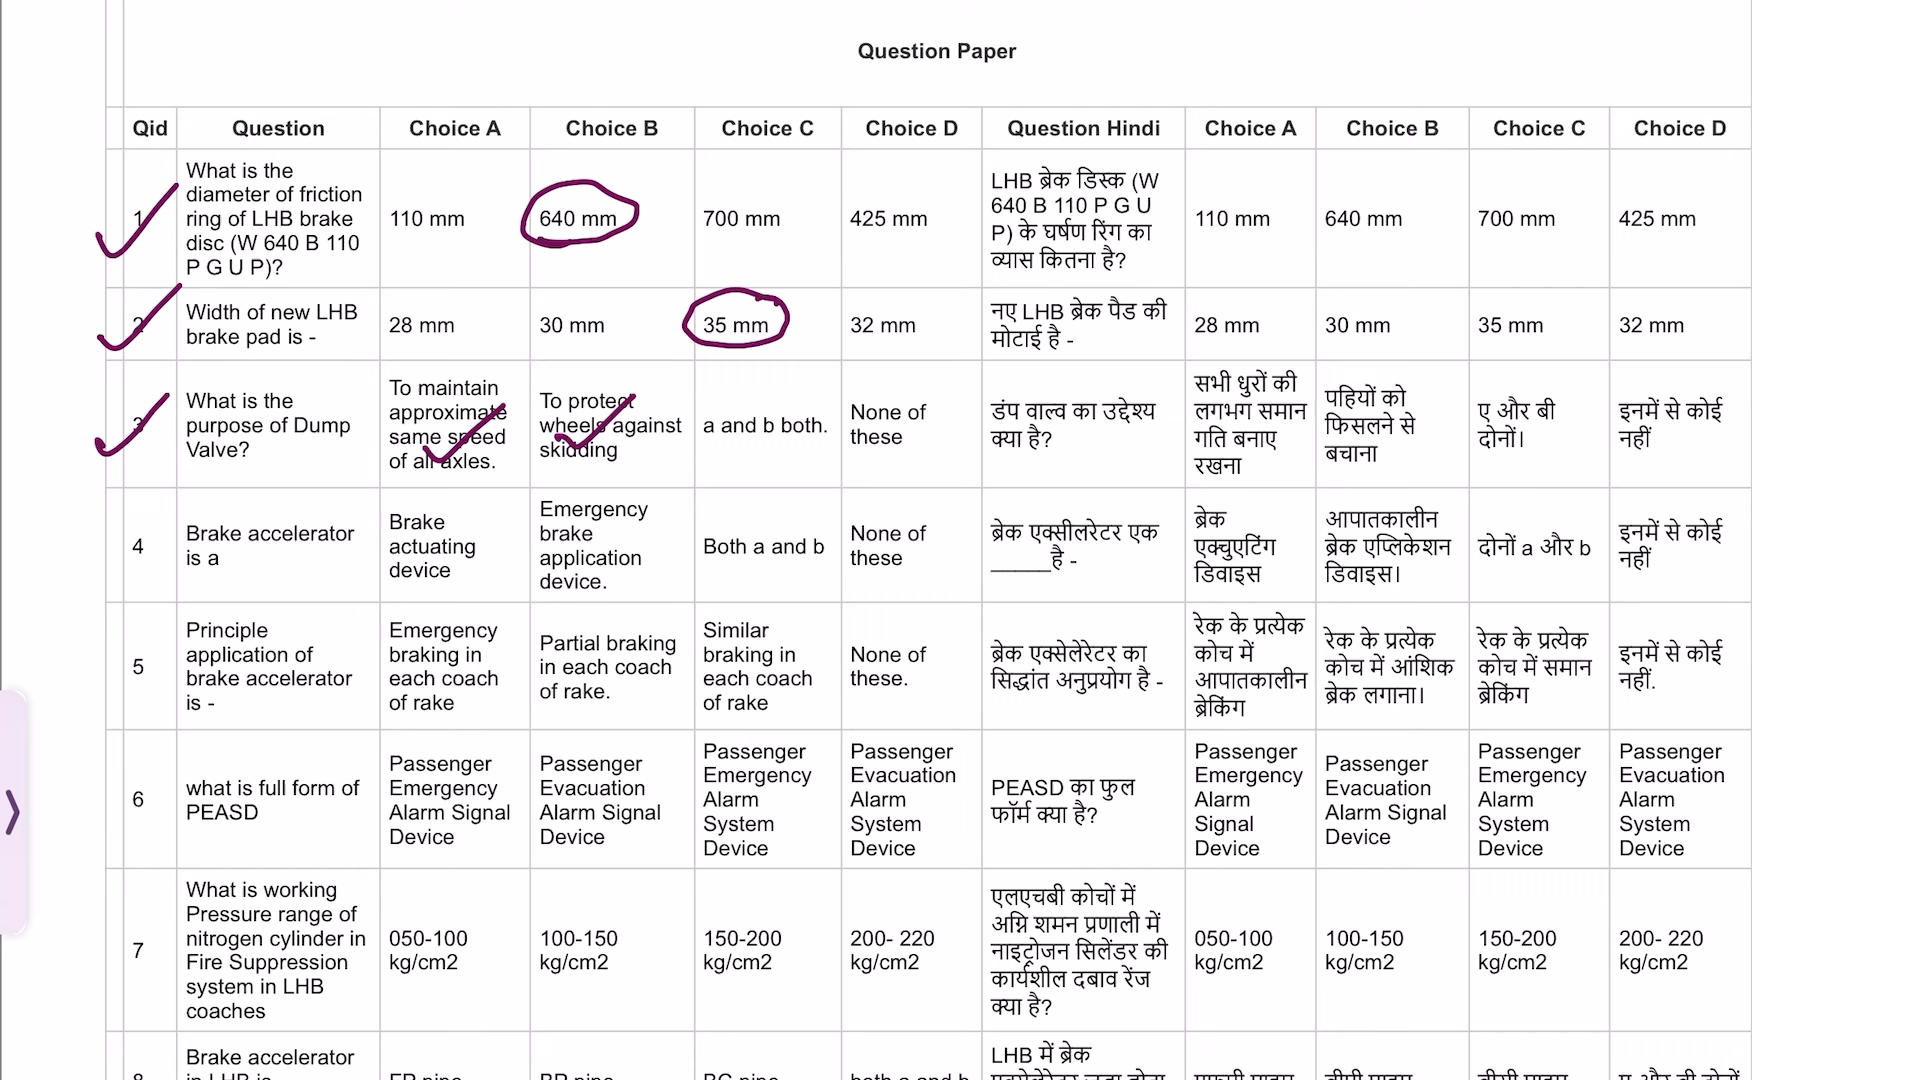 Question Paper
Qid Question Choice A Choice B Choice C Choice D Question Hindi Choice A Choice B Choice C Choice D
1
What is the
diameter of friction
ring of LHB brake
disc (W 640 B 110
P G U P)?
110 mm
640 mm
700 mm
425 mm
LHB ब्रेक डिस्क (W
640 B 110 P G U
P) के घर्षण रिंग का
व्यास कितना है?
110 mm
640 mm
700 mm
425 mm
2
Width of new LHB
brake pad is -
28 mm
30 mm
35 mm
32 mm
नए LHB ब्रेक पैड की
मोटाई है -
28 mm
30 mm
35 mm
32 mm
3
What is the
purpose of Dump
Valve?
To maintain
approximate
same speed
of all axles.
To protect
wheels against
skidding
a and b both.
None of
these
डंप वाल्व का उद्देश्य
क्या है?
सभी धुरों की
लगभग समान
गति बनाए
रखना
पहियों को
फिसलने से
बचाना
ए और बी
दोनों।
इनमें से कोई
नहीं
4
Brake accelerator
is a
Brake
actuating
device
Emergency
brake
application
device.
Both a and b
None of
these
ब्रेक एक्सीलरेटर एक
_____है -
ब्रेक
एक्चुएटिंग
डिवाइस
आपातकालीन
ब्रेक एप्लिकेशन
डिवाइस।
दोनों a और b
इनमें से कोई
नहीं
5
Principle
application of
brake accelerator
is -
Emergency
braking in
each coach
of rake
Partial braking
in each coach
of rake.
Similar
braking in
each coach
of rake
None of
these.
ब्रेक एक्सेलेरेटर का
सिद्धांत अनुप्रयोग है -
रेक के प्रत्येक
कोच में
आपातकालीन
ब्रेकिंग
रेक के प्रत्येक
कोच में आंशिक
ब्रेक लगाना।
रेक के प्रत्येक
कोच में समान
ब्रेकिंग
इनमें से कोई
नहीं.
6
what is full form of
PEASD
Passenger
Emergency
Alarm Signal
Device
Passenger
Evacuation
Alarm Signal
Device
Passenger
Emergency
Alarm
System
Device
Passenger
Evacuation
Alarm
System
Device
PEASD का फुल
फॉर्म क्या है?
Passenger
Emergency
Alarm
Signal
Device
Passenger
Evacuation
Alarm Signal
Device
Passenger
Emergency
Alarm
System
Device
Passenger
Evacuation
Alarm
System
Device
7
What is working
Pressure range of
nitrogen cylinder in
Fire Suppression
system in LHB
coaches
050-100
kg/cm2
100-150
kg/cm2
150-200
kg/cm2
200- 220
kg/cm2
एलएचबी कोचों में
अग्नि शमन प्रणाली में
नाइट्रोजन सिलेंडर की
कार्यशील दबाव रेंज
क्या है?
050-100
kg/cm2
100-150
kg/cm2
150-200
kg/cm2
200- 220
kg/cm2
Brake accelerator
LHB में ब्रेक